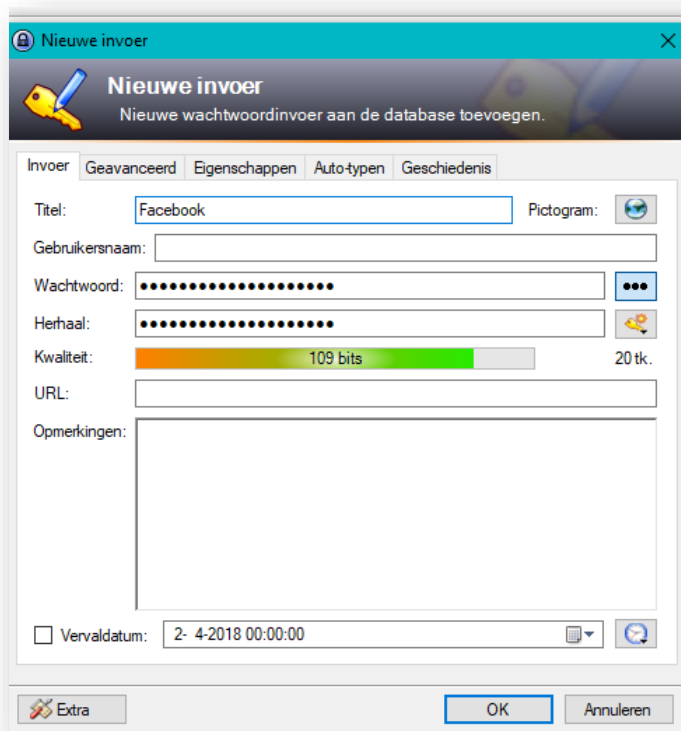 Nieuwe invoer
Nieuwe invoer
Nieuwe wachtwoordinvoer aan de database toevoegen.
Invoer Geavanceerd Eigenschappen Auto-typen Geschiedenis
Titel: Facebook Pictogram:
Gebruikersnaam:
Wachtwoord: ●●●●●●●●●●●●●●●●●●●● ●●●
Herhaal: ●●●●●●●●●●●●●●●●●●●●
Kwaliteit: 109 bits 20 tk.
URL:
Opmerkingen:
Vervaldatum: 2- 4-2018 00:00:00
Extra OK Annuleren